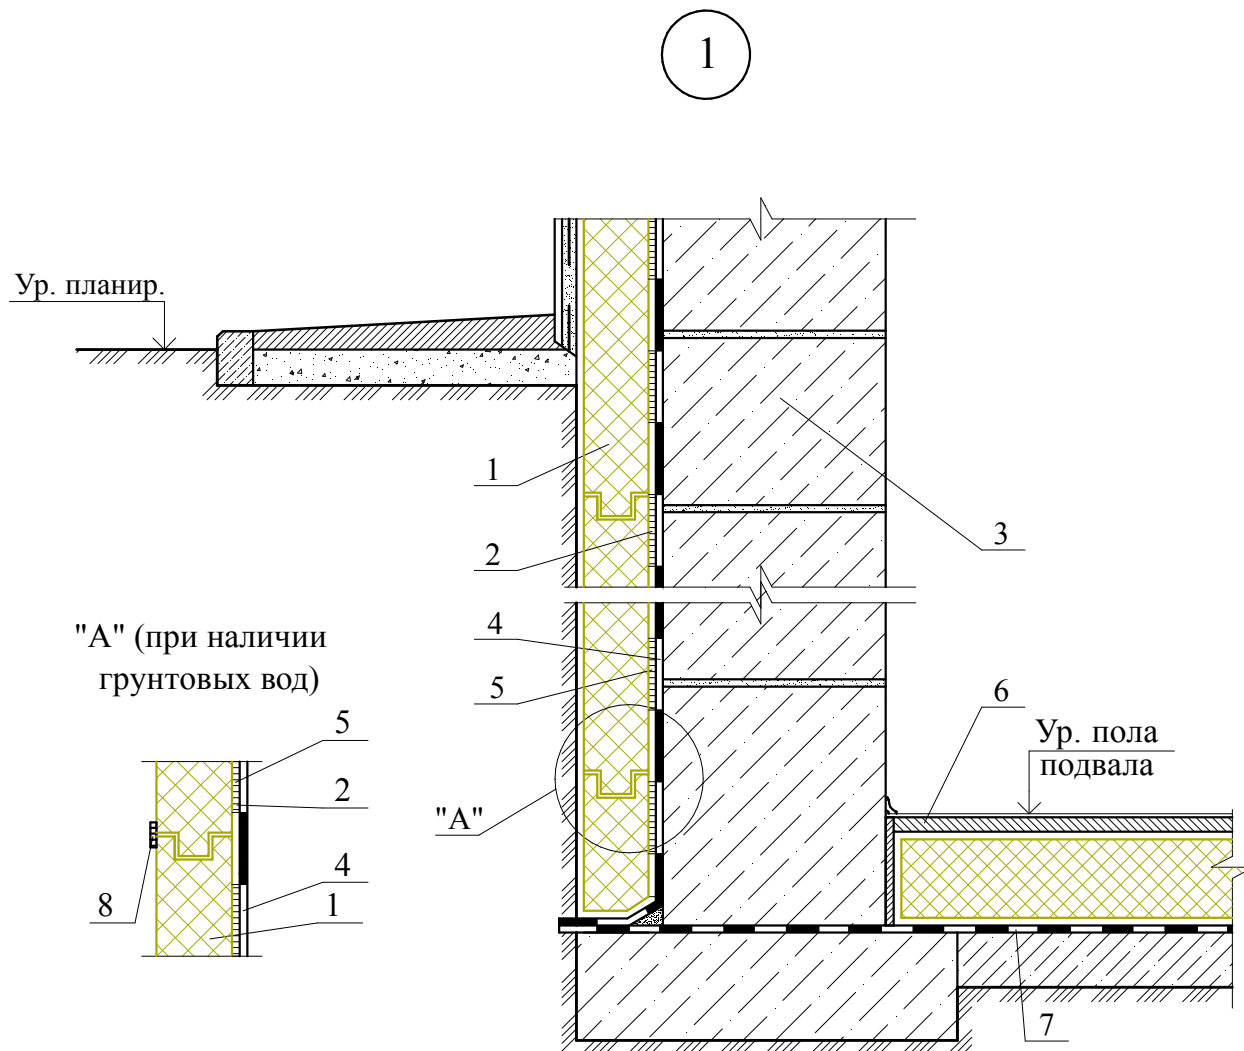 1
Ур. планир.
1
2
3
4
5
"А" (при наличии
грунтовых вод)
5
2
4
1
8
"А"
6
Ур. пола
подвала
7